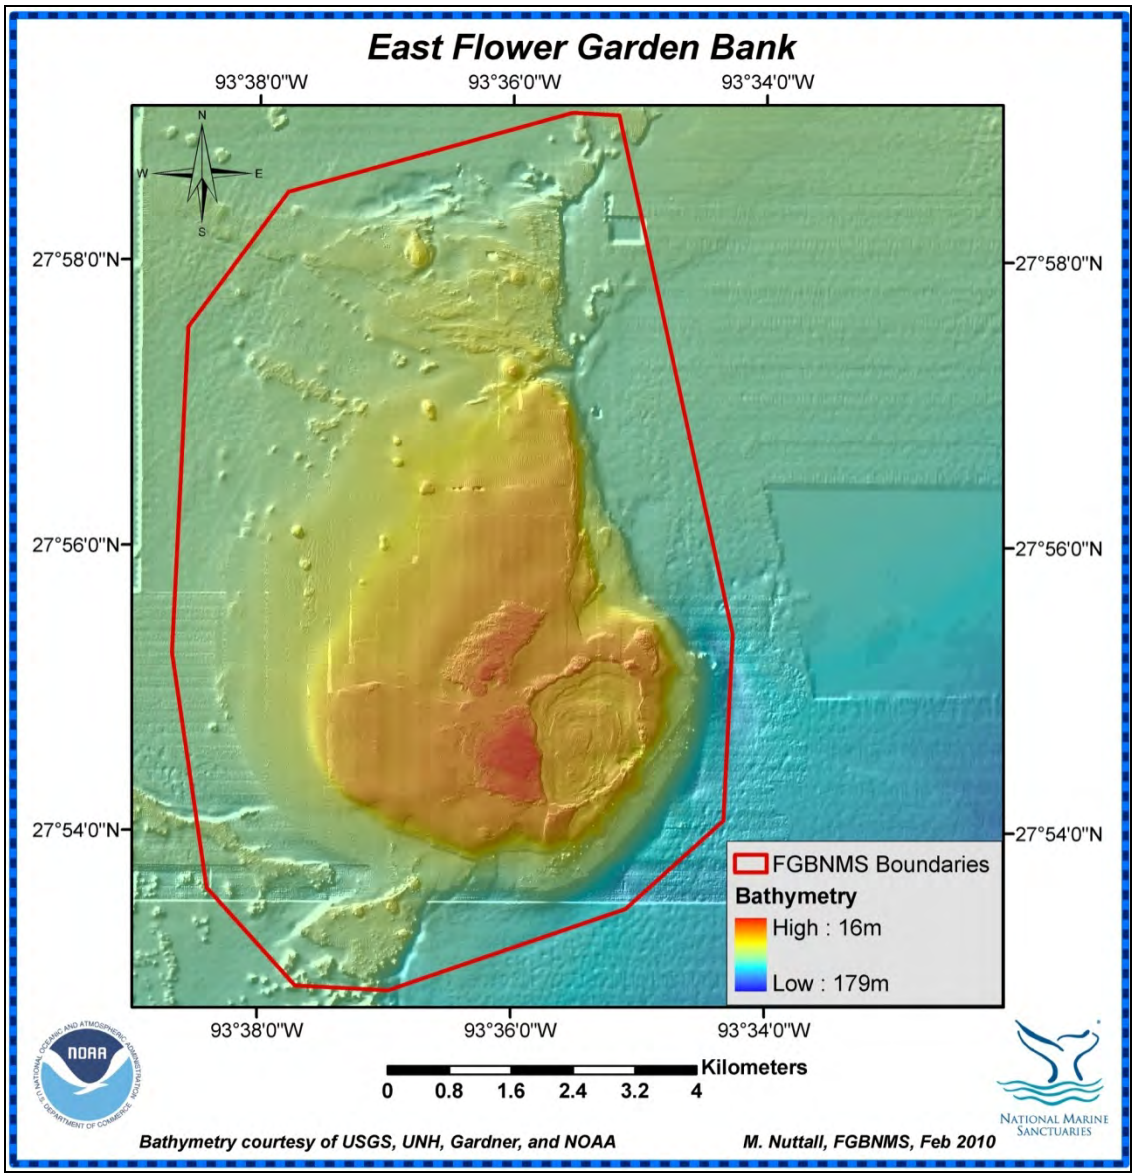 East Flower Garden Bank
93°38'0"W 93°36'0"W 93°34'0"W
N
W E
S
27°58'0"N 27°58'0"N
27°56'0"N 27°56'0"N
27°54'0"N 27°54'0"N
FGBNMS Boundaries
Bathymetry
High : 16m
Low : 179m
93°38'0"W 93°36'0"W 93°34'0"W
NATIONAL OCEANIC AND ATMOSPHERIC ADMINISTRATION
NOAA
U.S. DEPARTMENT OF COMMERCE
Kilometers
0 0.8 1.6 2.4 3.2 4
NATIONAL MARINE
SANCTUARIES
Bathymetry courtesy of USGS, UNH, Gardner, and NOAA M. Nuttall, FGBNMS, Feb 2010